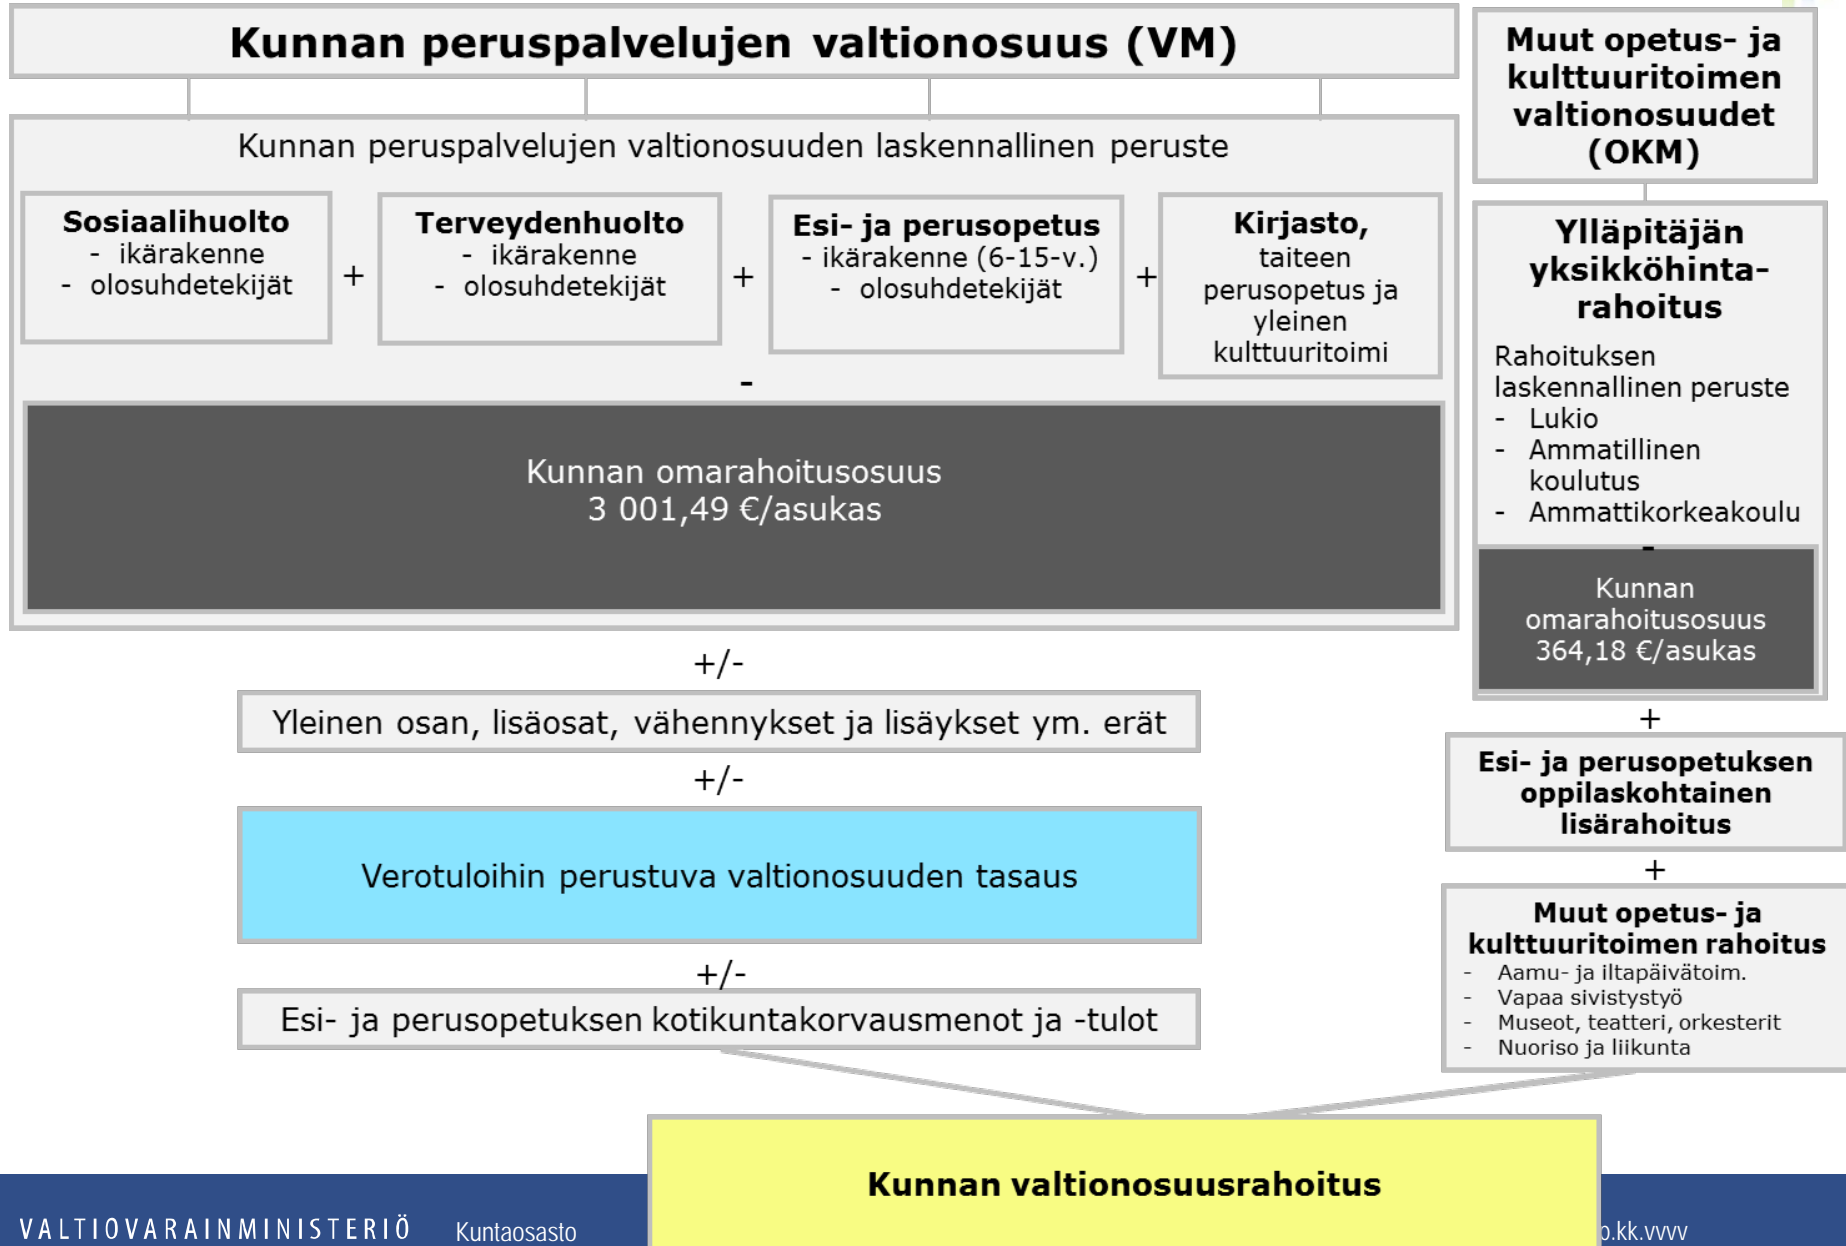 Kunnan peruspalvelujen valtionosuus (VM)
Kunnan peruspalvelujen valtionosuuden laskennallinen peruste
Sosiaalihuolto
- ikärakenne
- olosuhdetekijät
+
Terveydenhuolto
- ikärakenne
- olosuhdetekijät
+
Esi- ja perusopetus
- ikärakenne (6-15-v.)
- olosuhdetekijät
+
Kirjasto,
taiteen
perusopetus ja
yleinen
kulttuuritoimi
-
Kunnan omarahoitusosuus
3 001,49 €/asukas
+/-
Yleinen osan, lisäosat, vähennykset ja lisäykset ym. erät
+/-
Verotuloihin perustuva valtionosuuden tasaus
+/-
Esi- ja perusopetuksen kotikuntakorvausmenot ja -tulot
Muut opetus- ja
kulttuuritoimen
valtionosuudet
(OKM)
Ylläpitäjän
yksikköhinta-
rahoitus
Rahoituksen
laskennallinen peruste
- Lukio
- Ammatillinen
koulutus
- Ammattikorkeakoulu
-
Kunnan
omarahoitusosuus
364,18 €/asukas
+
Esi- ja perusopetuksen
oppilaskohtainen
lisärahoitus
+
Muut opetus- ja
kulttuuritoimen rahoitus
- Aamu- ja iltapäivätoim.
- Vapaa sivistystyö
- Museot, teatteri, orkesterit
- Nuoriso ja liikunta
Kunnan valtionosuusrahoitus
VALTIOVARAINMINISTERIÖ Kuntaosasto
.kk.vvvv